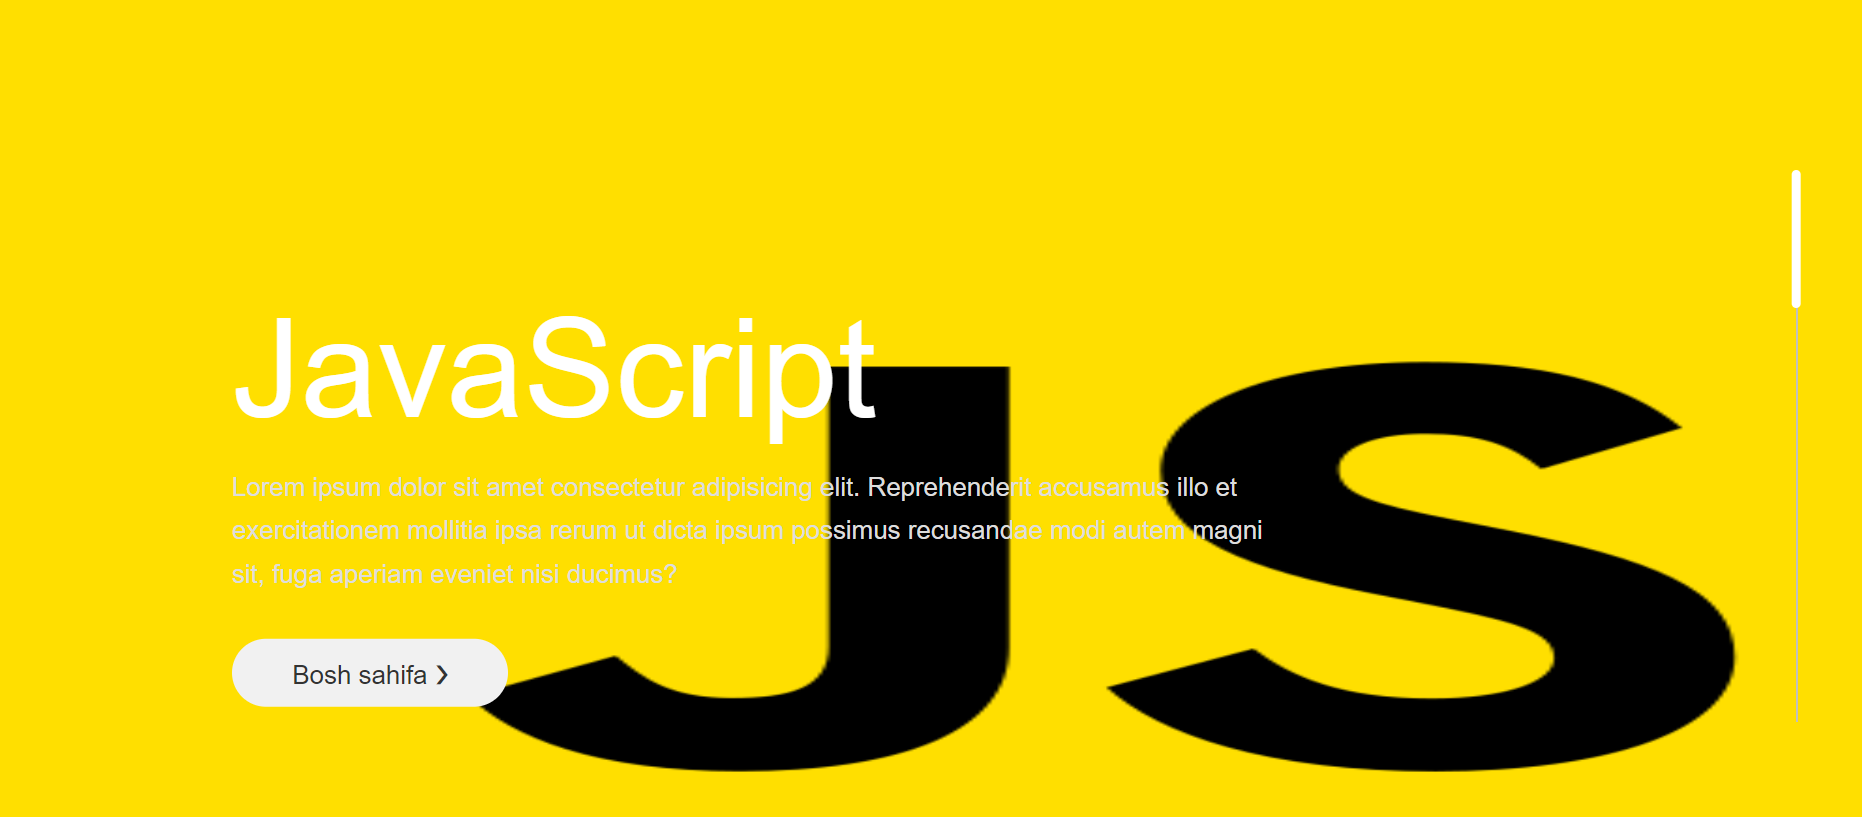 JavaScript
JS
Lorem ipsum dolor sit amet consectetur adipisicing elit. Reprehenderit accusamus illo et
exercitationem mollitia ipsa rerum ut dicta ipsum possimus recusandae modi autem magni
sit, fuga aperiam eveniet nisi ducimus?
Bosh sahifa ❯